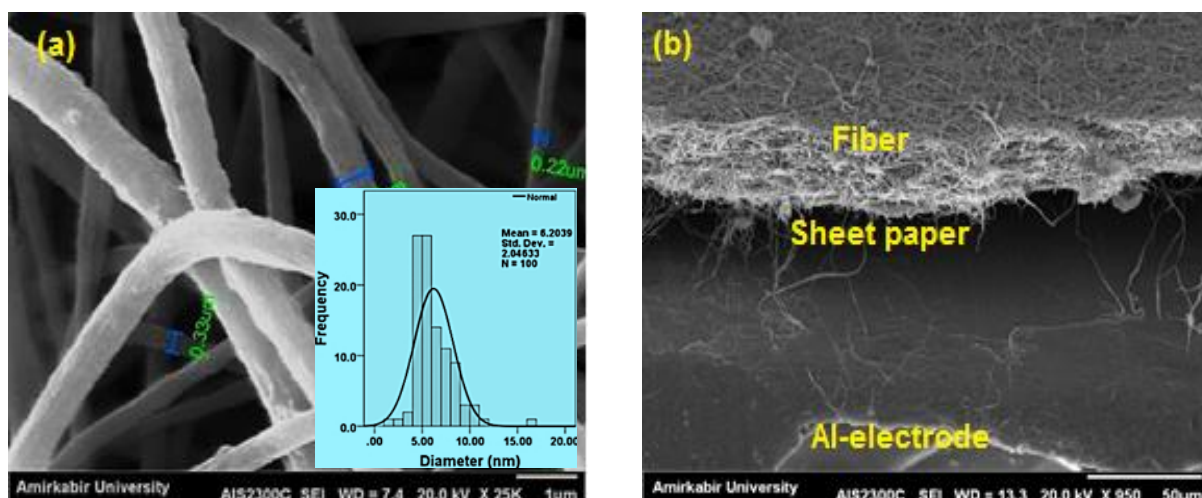 (a)
0.22um
0.33um
Normal
Mean = 6.2039
Std. Dev. =
2.04633
N = 100
30.0
20.0
10.0
0.0
Frequency
.00 5.00 10.00 15.00 20.00
Diameter (nm)
Amirkabir University
AIS2300C SEI WD = 7.4 20.0 kV X 25K 1um
(b)
Fiber
Sheet paper
Al-electrode
Amirkabir University
AIS2300C SEI WD = 13.3 20.0 kV X 950 50um